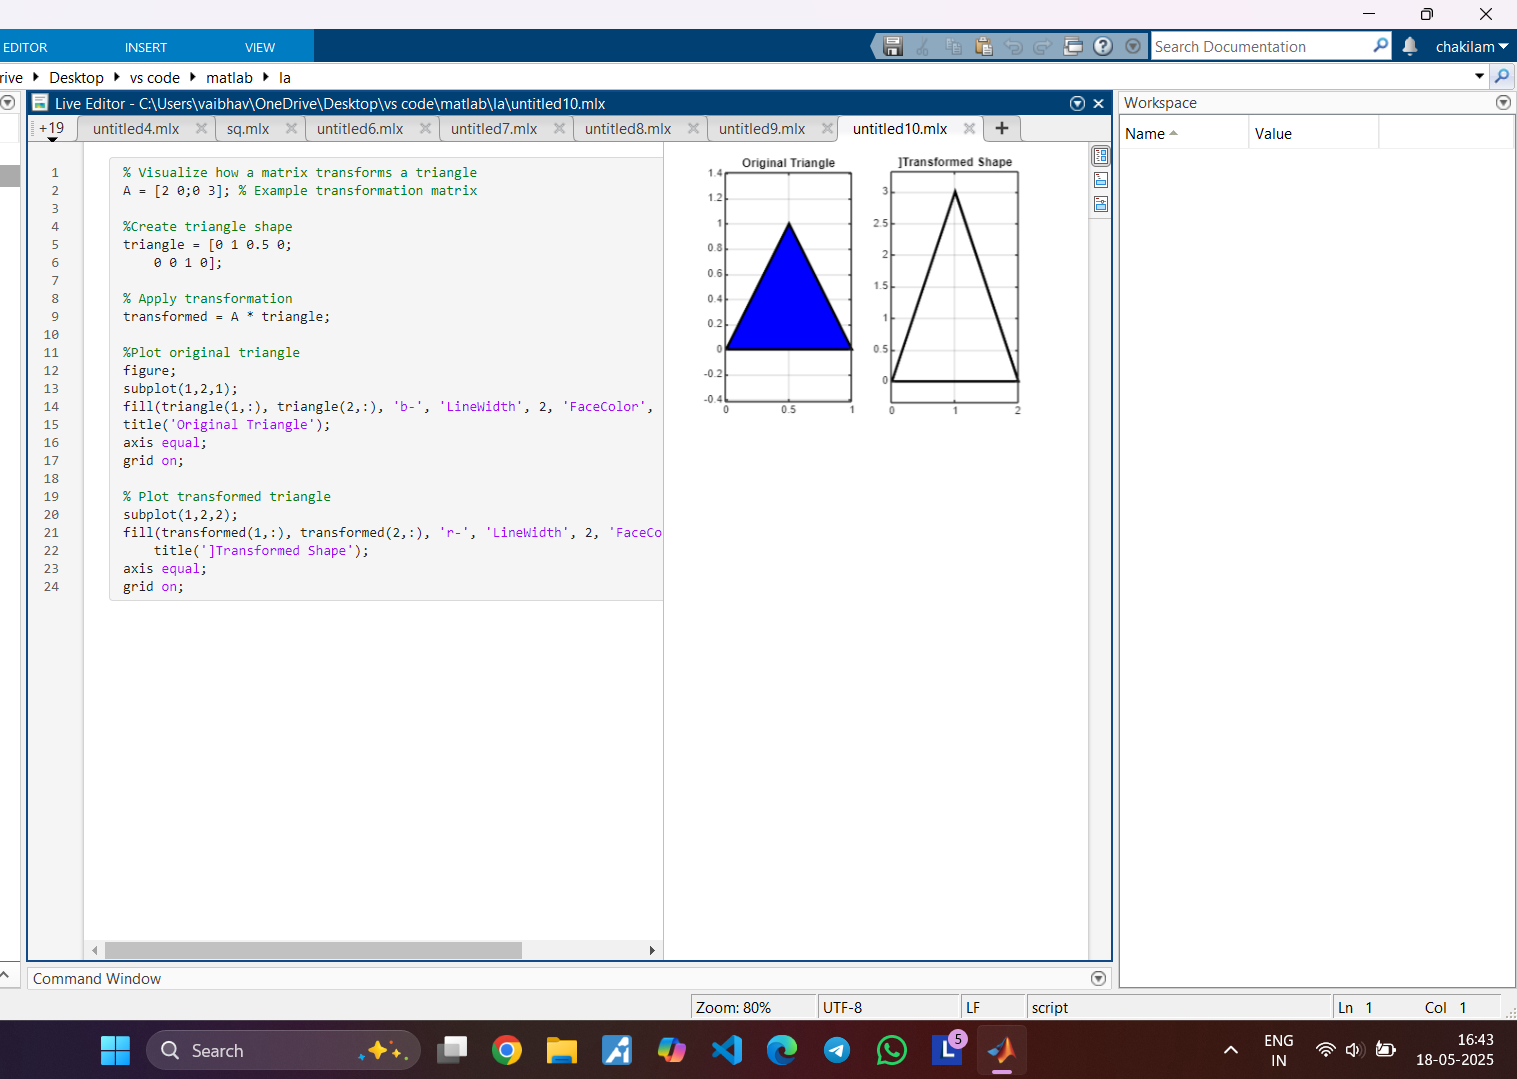 EDITOR INSERT VIEW Search Documentation chakilam
rive Desktop vs code matlab la
Live Editor - C:\Users\vaibhav\OneDrive\Desktop\vs code\matlab\la\untitled10.mlx
+19 untitled4.mlx sq.mlx untitled6.mlx untitled7.mlx untitled8.mlx untitled9.mlx untitled10.mlx +
1 % Visualize how a matrix transforms a triangle
2 A = [2 0;0 3]; % Example transformation matrix
3
4 %Create triangle shape
5 triangle = [0 1 0.5 0;
6 0 0 1 0];
7
8 % Apply transformation
9 transformed = A * triangle;
10
11 %Plot original triangle
12 figure;
13 subplot(1,2,1);
14 fill(triangle(1,:), triangle(2,:), 'b-', 'LineWidth', 2, 'FaceColor',
15 title('Original Triangle');
16 axis equal;
17 grid on;
18
19 % Plot transformed triangle
20 subplot(1,2,2);
21 fill(transformed(1,:), transformed(2,:), 'r-', 'LineWidth', 2, 'FaceCo
22 title(']Transformed Shape');
23 axis equal;
24 grid on;
Original Triangle
1.4
1.2
1
0.8
0.6
0.4
0.2
0
-0.2
-0.4
0 0.5 1
]Transformed Shape
3
2.5
2
1.5
1
0.5
0
0 1 2
Workspace
Name Value
Command Window
Zoom: 80% UTF-8 LF script Ln 1 Col 1
Search
L 5
ENG
IN
16:43
18-05-2025